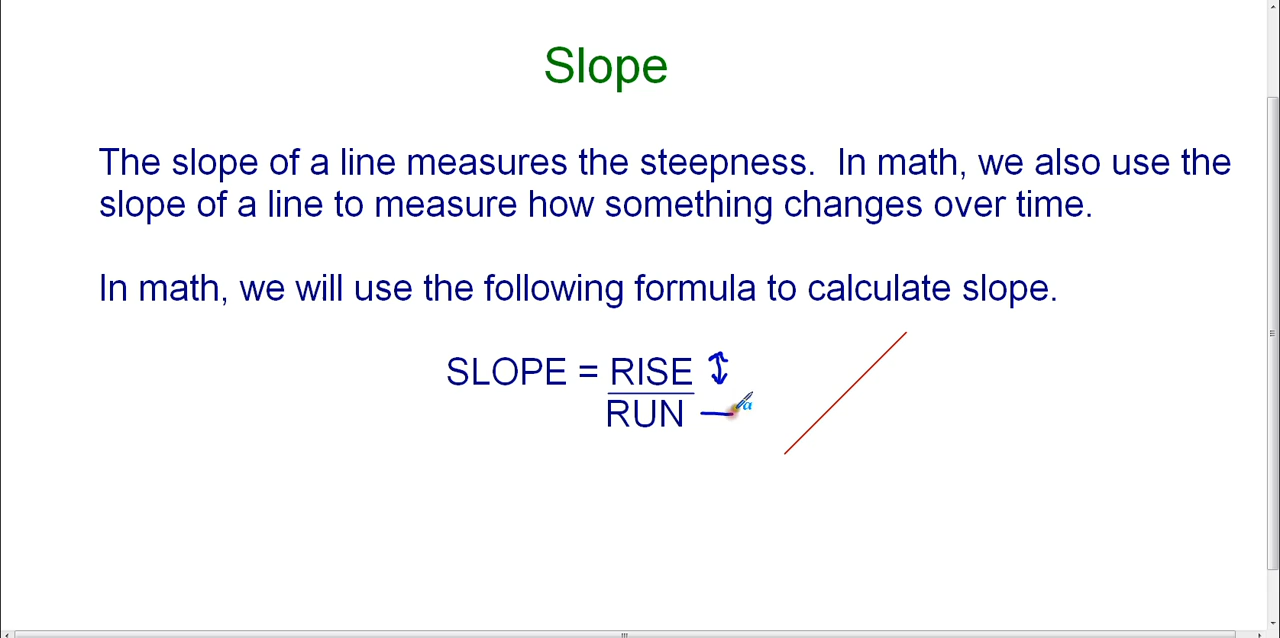 Slope
The slope of a line measures the steepness.  In math, we also use the
slope of a line to measure how something changes over time.
In math, we will use the following formula to calculate slope.
SLOPE = RISE
RUN
a